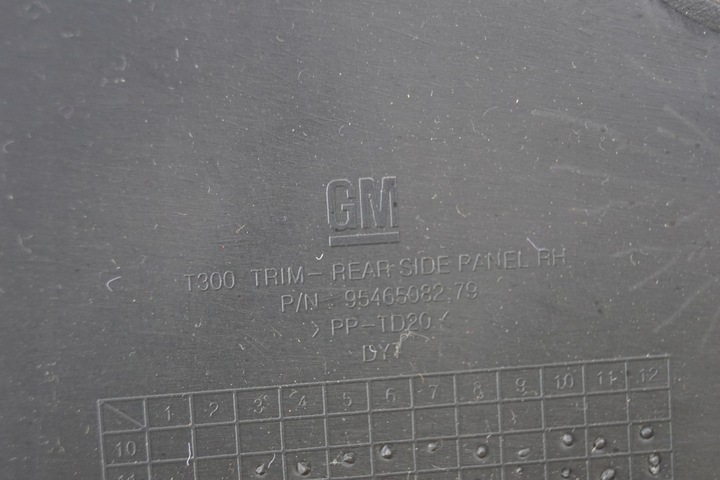 GM
T300 TRIM- REAR SIDE PANEL RH
P/N : 95465082,79
>PP-TD20<
1 2 3 4 5 6 7 8 9 10 11 12
10